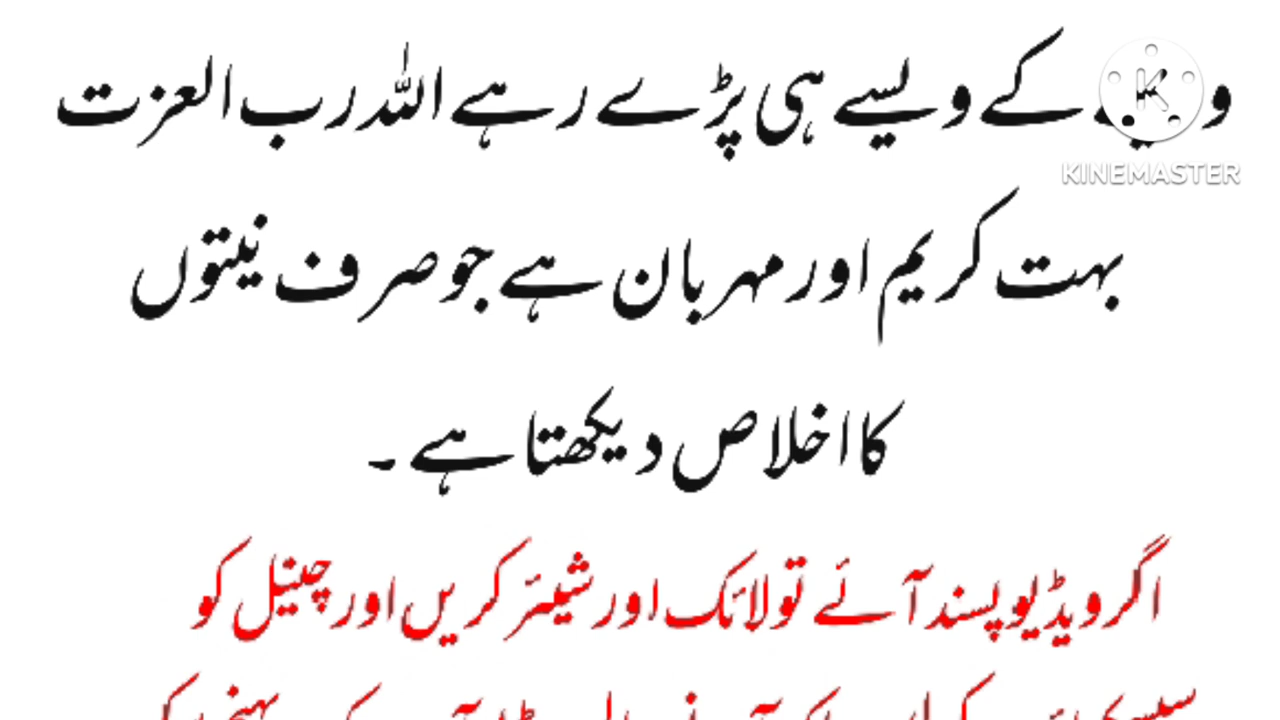 کے ویسے ہی پڑے رہے اللہ رب العزت
KINEMASTER
بہت کریم اور مہربان ہے جو صرف نیتوں
کا اخلاص دیکھتا ہے ۔
اگر ویڈیو پسند آئے تو لائک اور شیئر کریں اور چینیل کو